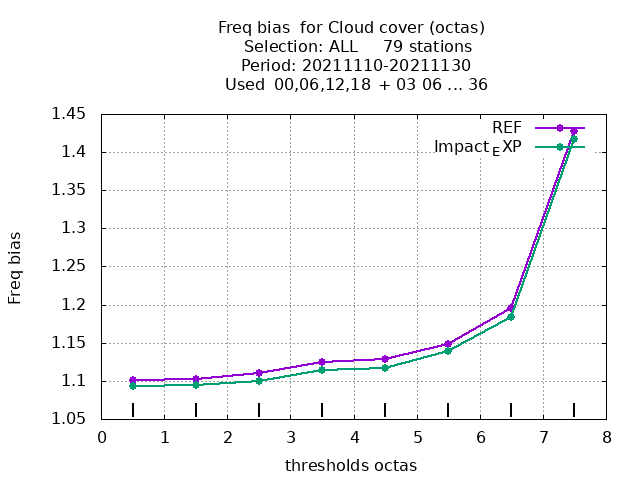 Freq bias  for Cloud cover (octas)
Selection: ALL     79 stations
Period: 20211110-20211130
Used  00,06,12,18  + 03 06 ... 36
REF
Impact_EXP
1.45
1.4
1.35
1.3
1.25
1.2
1.15
1.1
1.05
Freq bias
0 1 2 3 4 5 6 7 8
thresholds octas